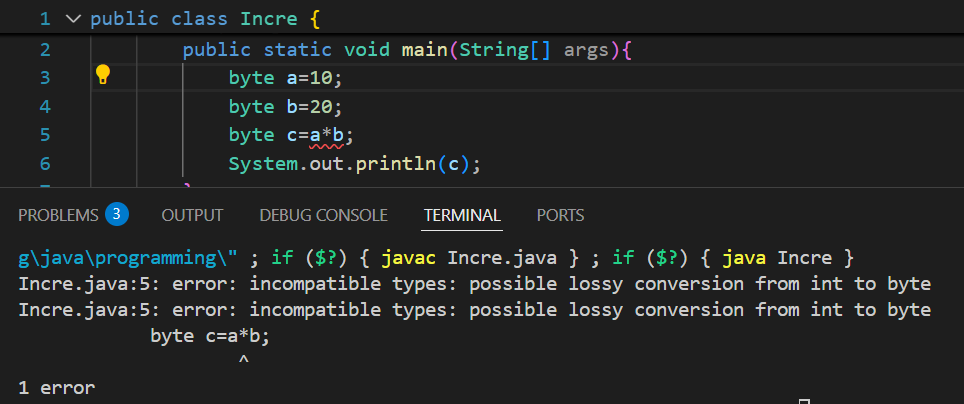 1 public class Incre {
2 public static void main(String[] args){
3 byte a=10;
4 byte b=20;
5 byte c=a*b;
6 System.out.println(c);
PROBLEMS 3 OUTPUT DEBUG CONSOLE TERMINAL PORTS
g\java\programming\" ; if ($?) { javac Incre.java } ; if ($?) { java Incre }
Incre.java:5: error: incompatible types: possible lossy conversion from int to byte
Incre.java:5: error: incompatible types: possible lossy conversion from int to byte
byte c=a*b;
^
1 error